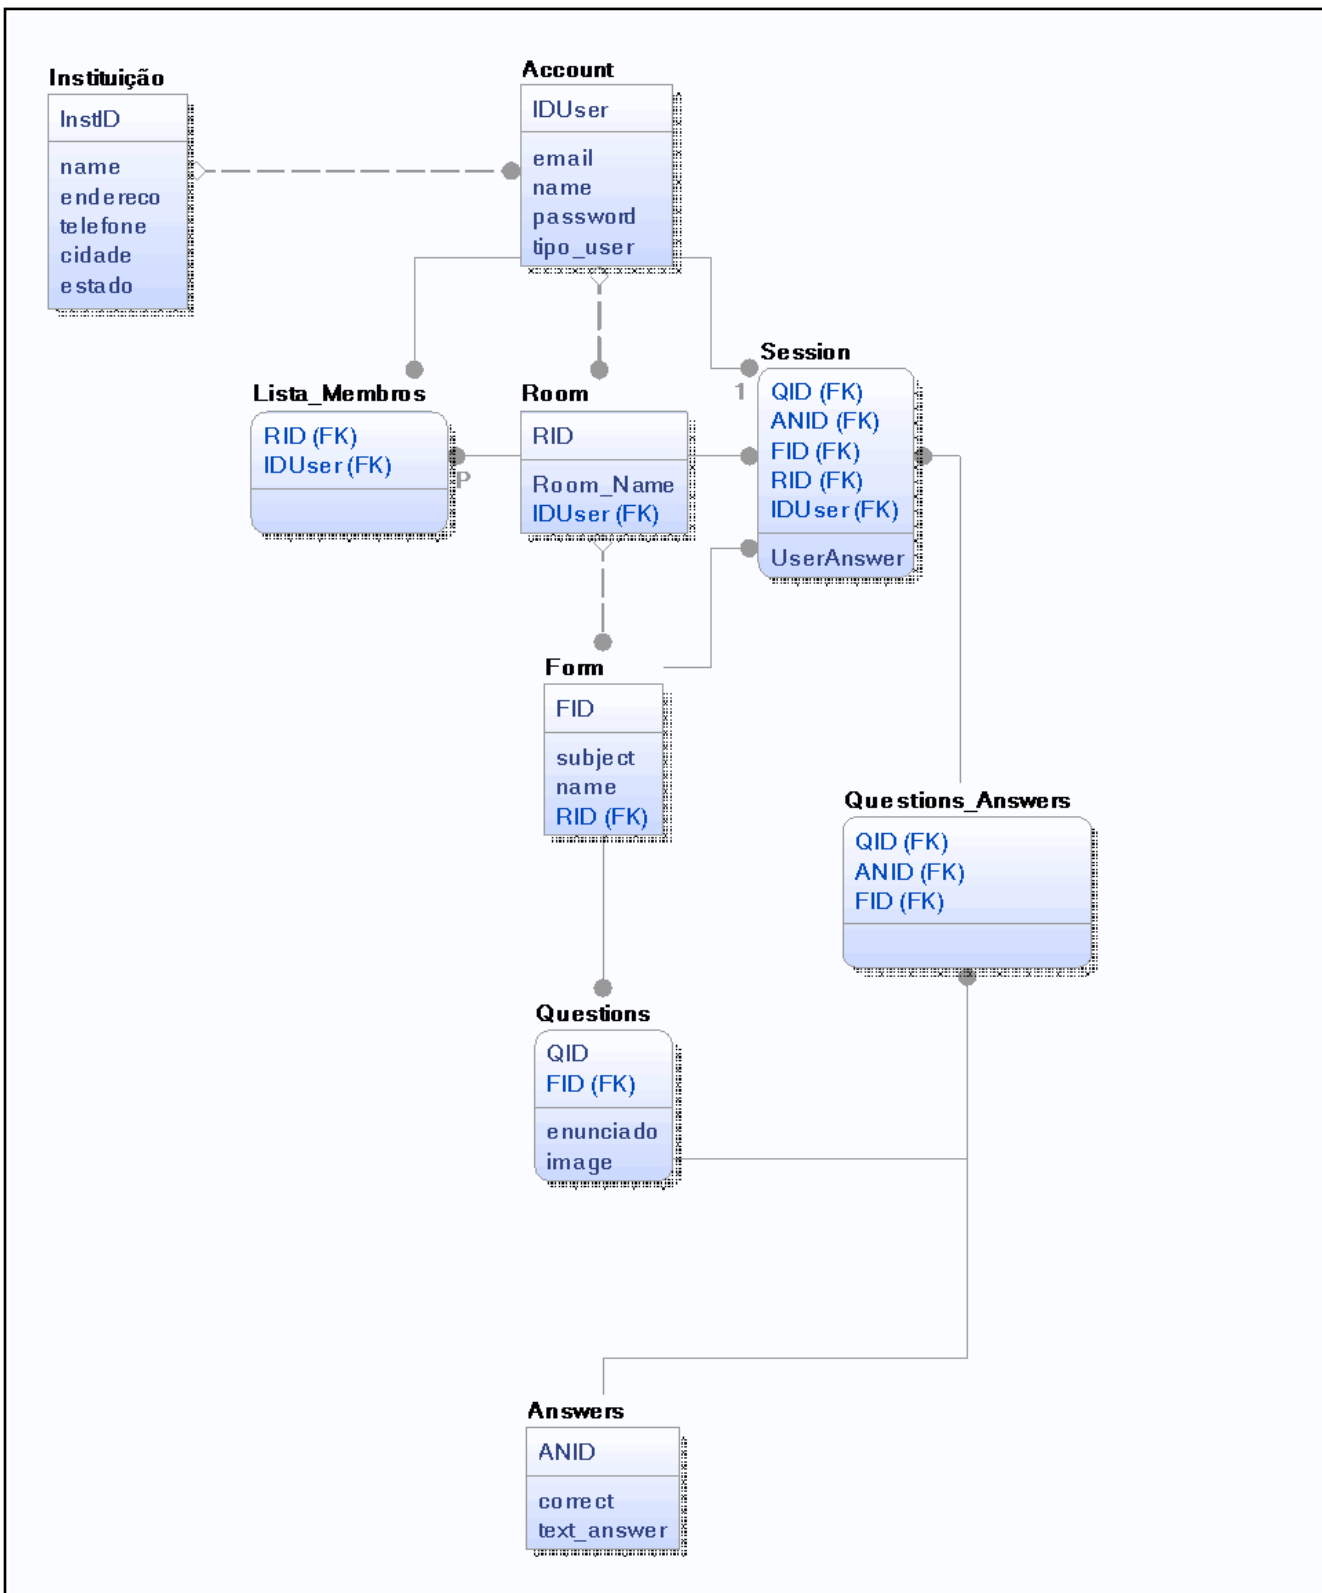 Instituição
InstID
name
endereco
telefone
cidade
estado
Account
IDUser
email
name
password
tipo_user
Lista_Membros
RID (FK)
IDUser (FK)
P
Room
RID
Room_Name
IDUser (FK)
Session
1
QID (FK)
ANID (FK)
FID (FK)
RID (FK)
IDUser (FK)
UserAnswer
Form
FID
subject
name
RID (FK)
Questions_Answers
QID (FK)
ANID (FK)
FID (FK)
Questions
QID
FID (FK)
enunciado
image
Answers
ANID
correct
text_answer